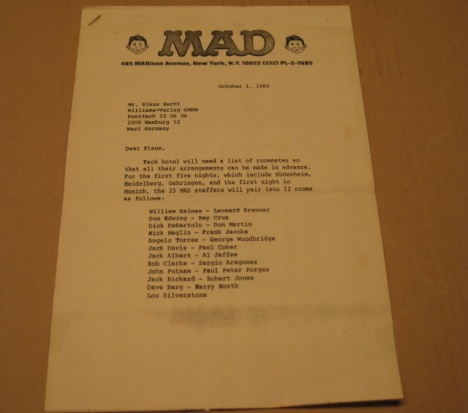 MAD
485 MADison Avenue, New York, N.Y. 10022 (212) PL-2-7685
October 1, 1980
Mr. Klaus Recht
Williams-Verlag GMBH
Postfach 52 06 06
2000 Hamburg 52
West Germany
Dear Klaus,
Each hotel will need a list of roommates so
that all their arrangements can be made in advance.
For the first five nights, which include Rüdesheim,
Heidelberg, Oehringen, and the first night in
Munich, the 23 MAD staffers will pair into 12 rooms
as follows:
William Gaines - Leonard Brenner
Don Edwing - Ray Cruz
Dick DeBartolo - Don Martin
Nick Meglin - Frank Jacobs
Angelo Torres - George Woodbridge
Jack Davis - Paul Coker
Jack Albert - Al Jaffee
Bob Clarke - Sergio Aragones
John Putnam - Paul Peter Porges
Jack Rickard - Robert Jones
Dave Berg - Harry North
Lou Silverstone